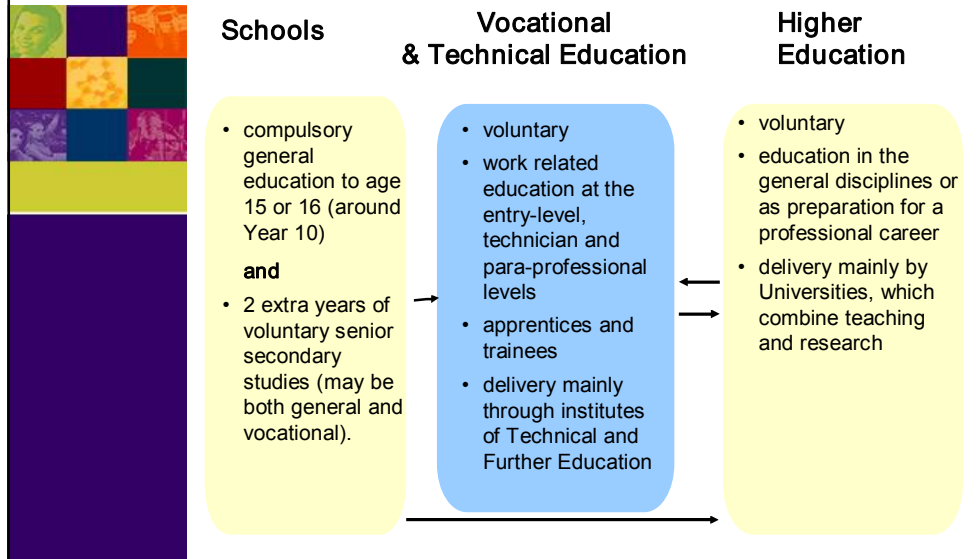 Schools
• compulsory
general
education to age
15 or 16 (around
Year 10)
and
• 2 extra years of
voluntary senior
secondary
studies (may be
both general and
vocational).
Vocational
& Technical Education
• voluntary
• work related
education at the
entry-level,
technician and
para-professional
levels
• apprentices and
trainees
• delivery mainly
through institutes
of Technical and
Further Education
Higher
Education
• voluntary
• education in the
general disciplines or
as preparation for a
professional career
• delivery mainly by
Universities, which
combine teaching
and research